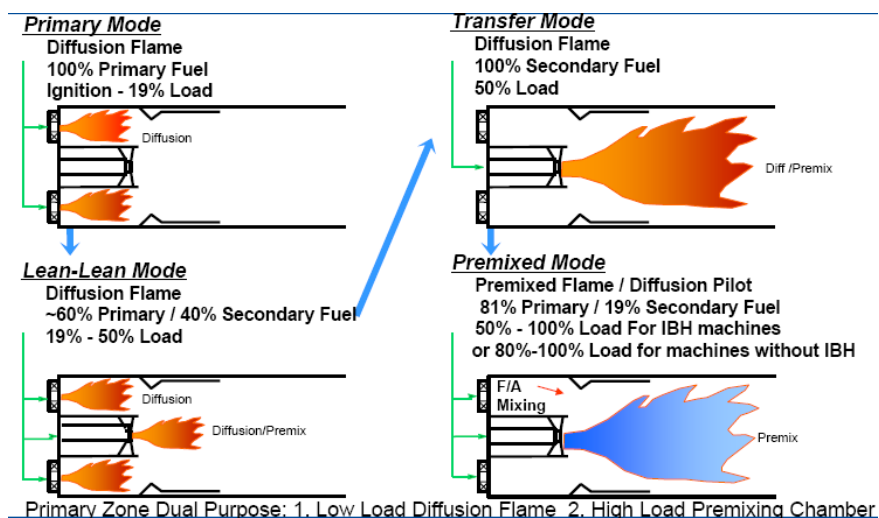 Primary Mode
Diffusion Flame
100% Primary Fuel
Ignition - 19% Load
Diffusion
Lean-Lean Mode
Diffusion Flame
~60% Primary / 40% Secondary Fuel
19% - 50% Load
Diffusion
Diffusion/Premix
Transfer Mode
Diffusion Flame
100% Secondary Fuel
50% Load
Diff /Premix
Premixed Mode
Premixed Flame / Diffusion Pilot
81% Primary / 19% Secondary Fuel
50% - 100% Load For IBH machines
or 80%-100% Load for machines without IBH
F/A
Mixing
Premix
Primary Zone Dual Purpose: 1. Low Load Diffusion Flame 2. High Load Premixing Chamber